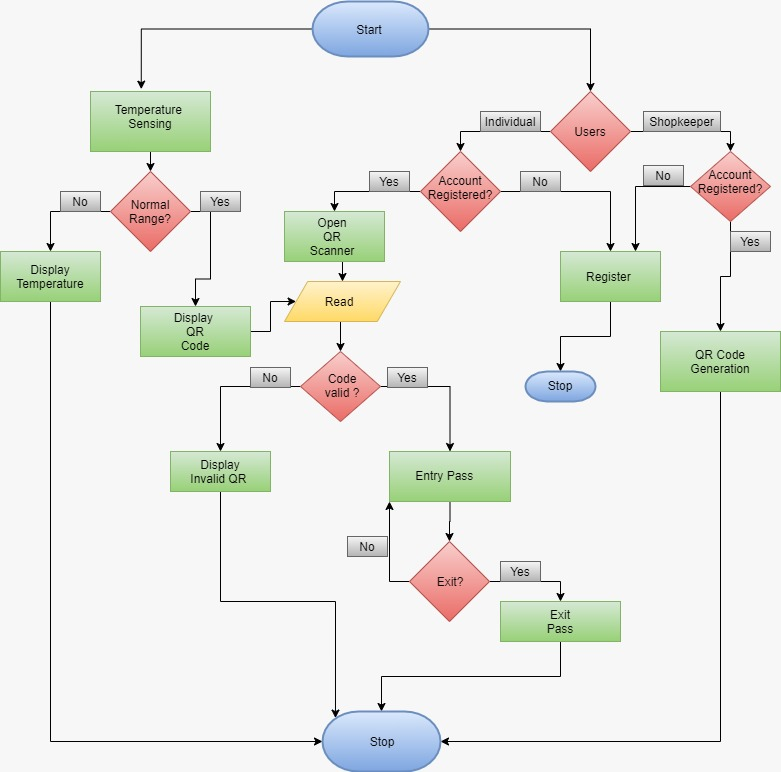 Start
Temperature
Sensing
Individual
Users
Shopkeeper
No
Normal
Range?
Yes
Yes
Account
Registered?
No
No
Account
Registered?
Yes
Open
QR
Scanner
Display
Temperature
Register
Display
QR
Code
Read
QR Code
Generation
No
Code
valid ?
Yes
Stop
Display
Invalid QR
Entry Pass
No
Exit?
Yes
Exit
Pass
Stop